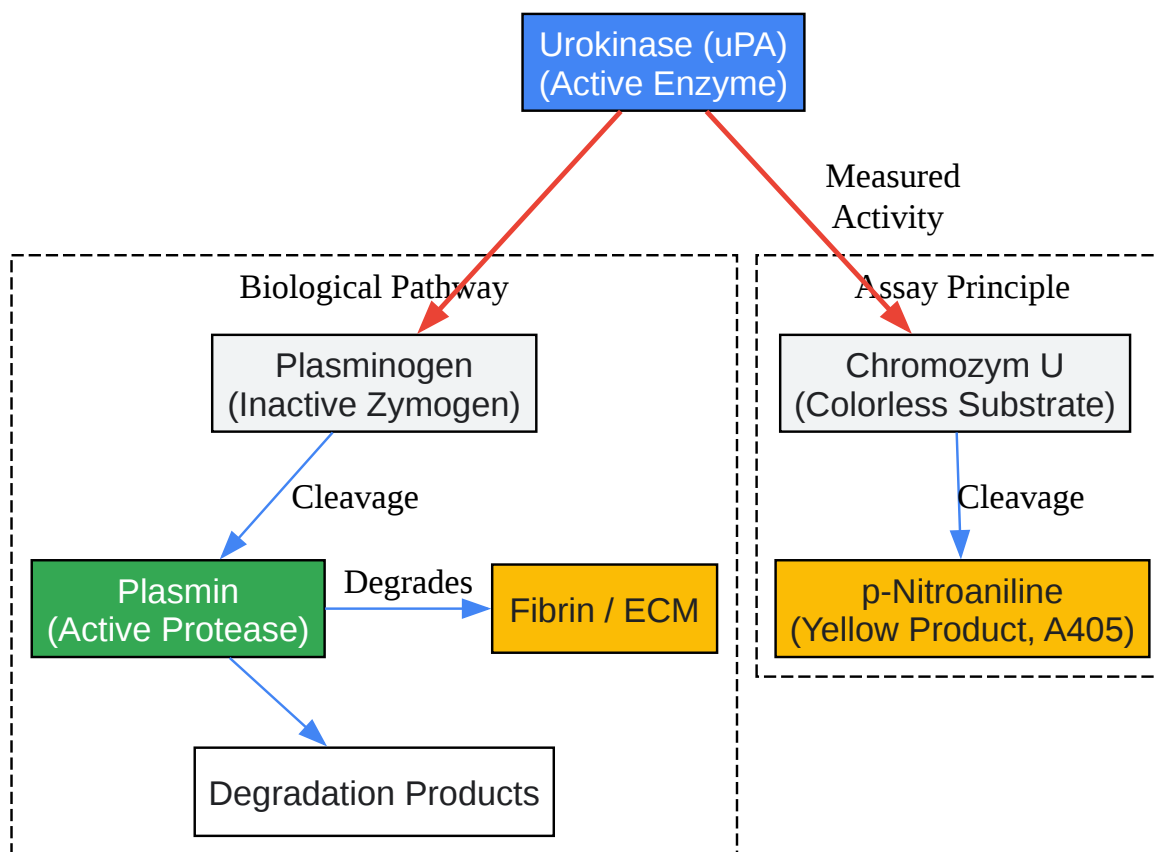 Urokinase (uPA)
(Active Enzyme)
Measured
Activity
Biological Pathway
Plasminogen
(Inactive Zymogen)
Cleavage
Plasmin
(Active Protease)
Degrades
Fibrin / ECM
Degradation Products
Assay Principle
Chromozym U
(Colorless Substrate)
Cleavage
p-Nitroaniline
(Yellow Product, A405)